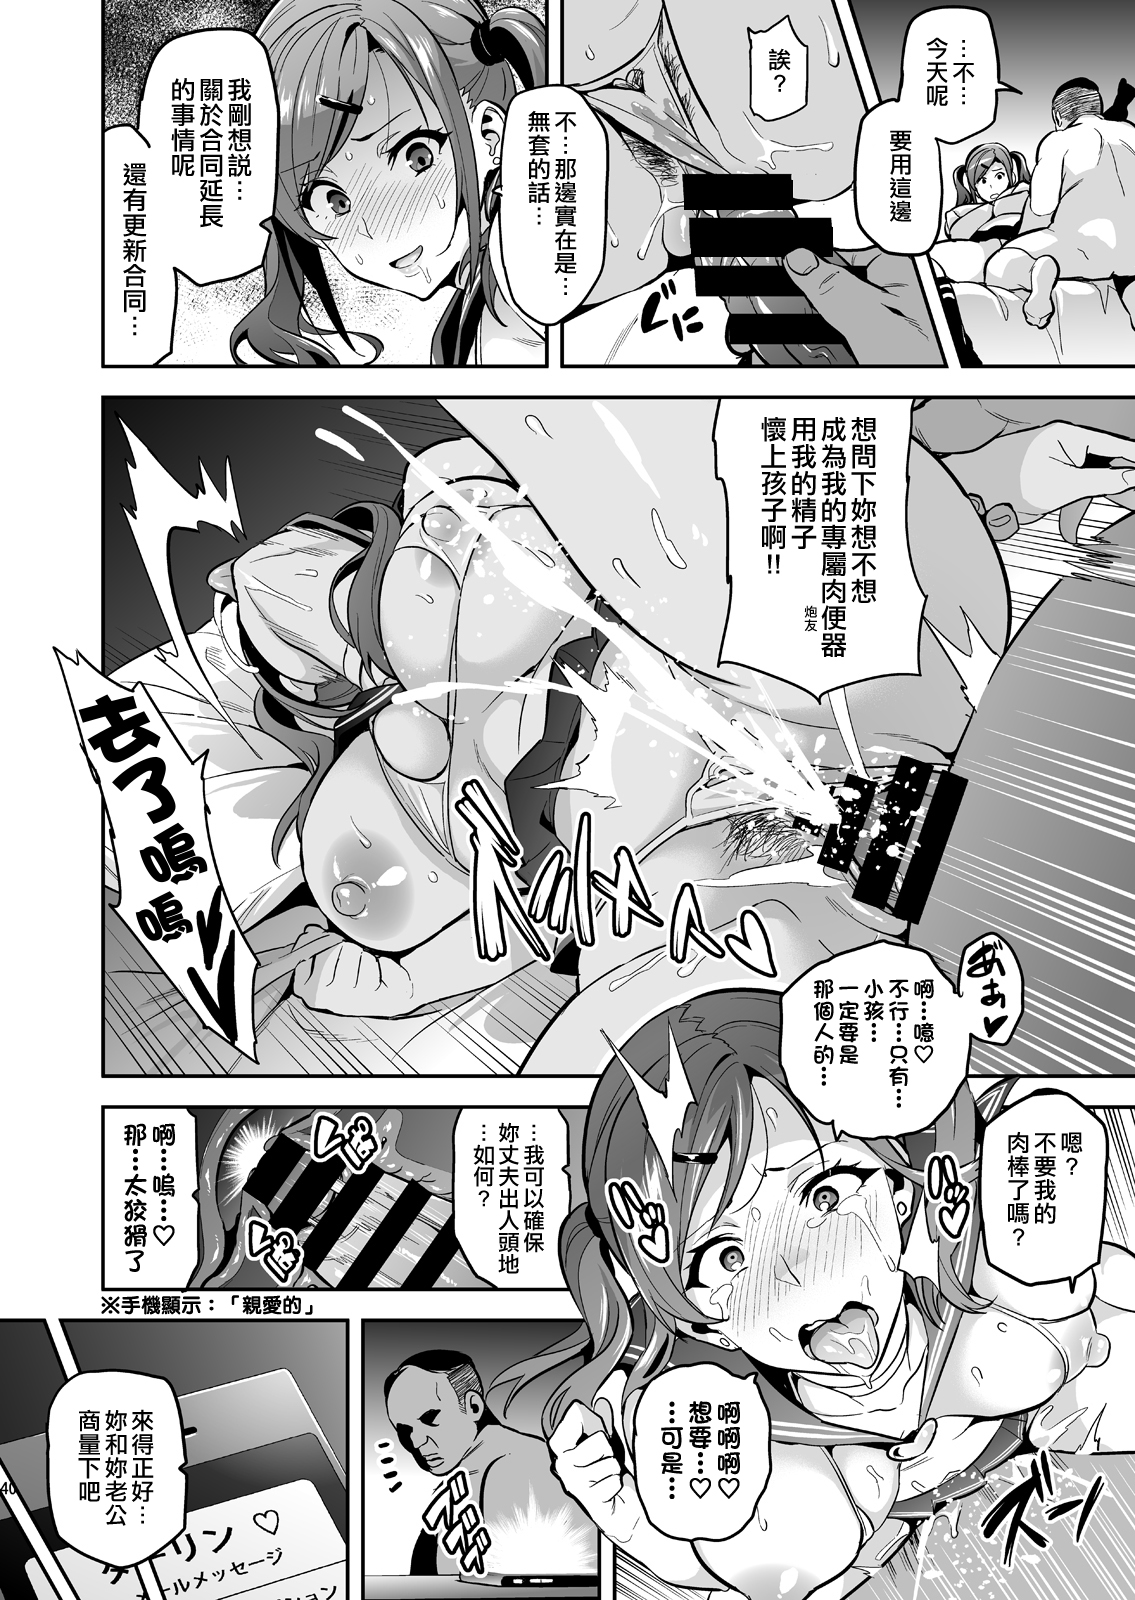 …不…
今天呢
要用這邊
誒？
不…那邊實在是…
無套的話…
我剛想說…
關於合同延長
的事情呢
還有更新合同…
ぐに
想問下妳想不想
成為我的專屬肉便器
炮友
用我的精子
懷上孩子啊!!
去了嗚嗚
あぁぁ
啊…噫♡
不行…只有…
小孩…
一定要是
那個人的…
嗯？
不要我的
肉棒了嗎？
…我可以確保
妳丈夫出人頭地
…如何？
啊…嗚…♡
那…太狡猾了
啊啊啊♡
想要…♡
…可是…
※手機顯示：「親愛的」
來得正好…
妳和妳老公
商量下吧
リン♡
ールメッセージ
ション
40